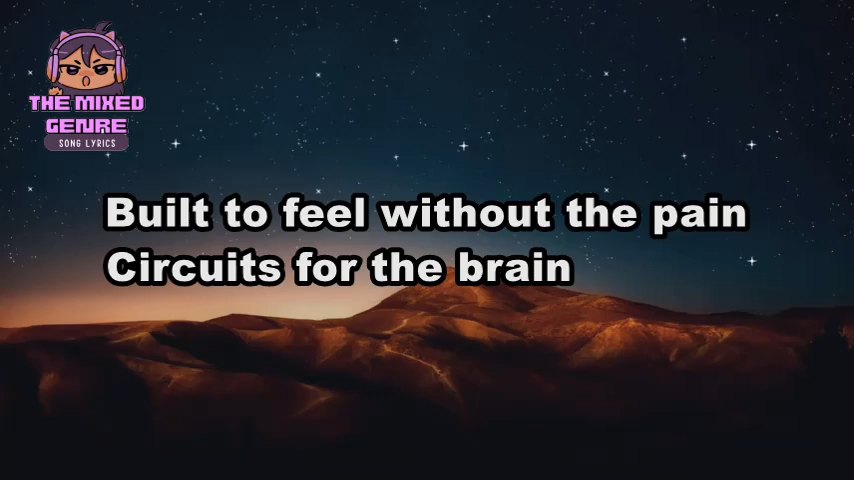 THE MIXED
GENRE
SONG LYRICS
Built to feel without the pain
Circuits for the brain